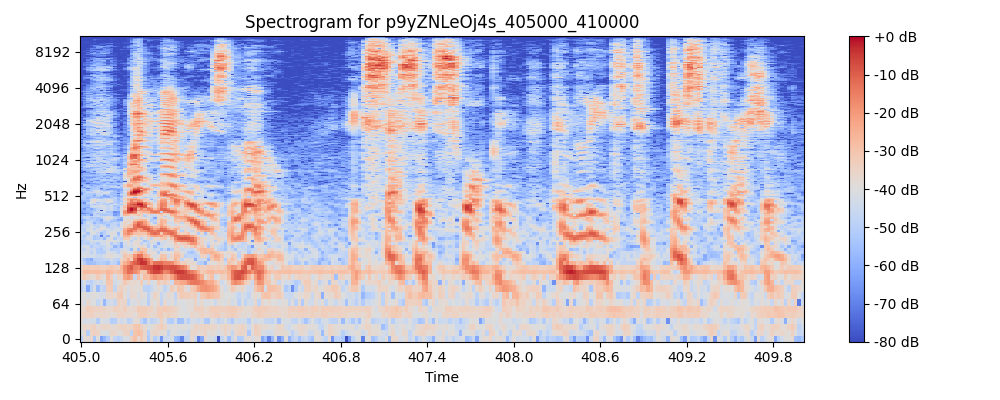 Spectrogram for p9yZNLeOj4s_405000_410000
Hz
8192
4096
2048
1024
512
256
128
64
0
405.0 405.6 406.2 406.8 407.4 408.0 408.6 409.2 409.8
Time
+0 dB
-10 dB
-20 dB
-30 dB
-40 dB
-50 dB
-60 dB
-70 dB
-80 dB